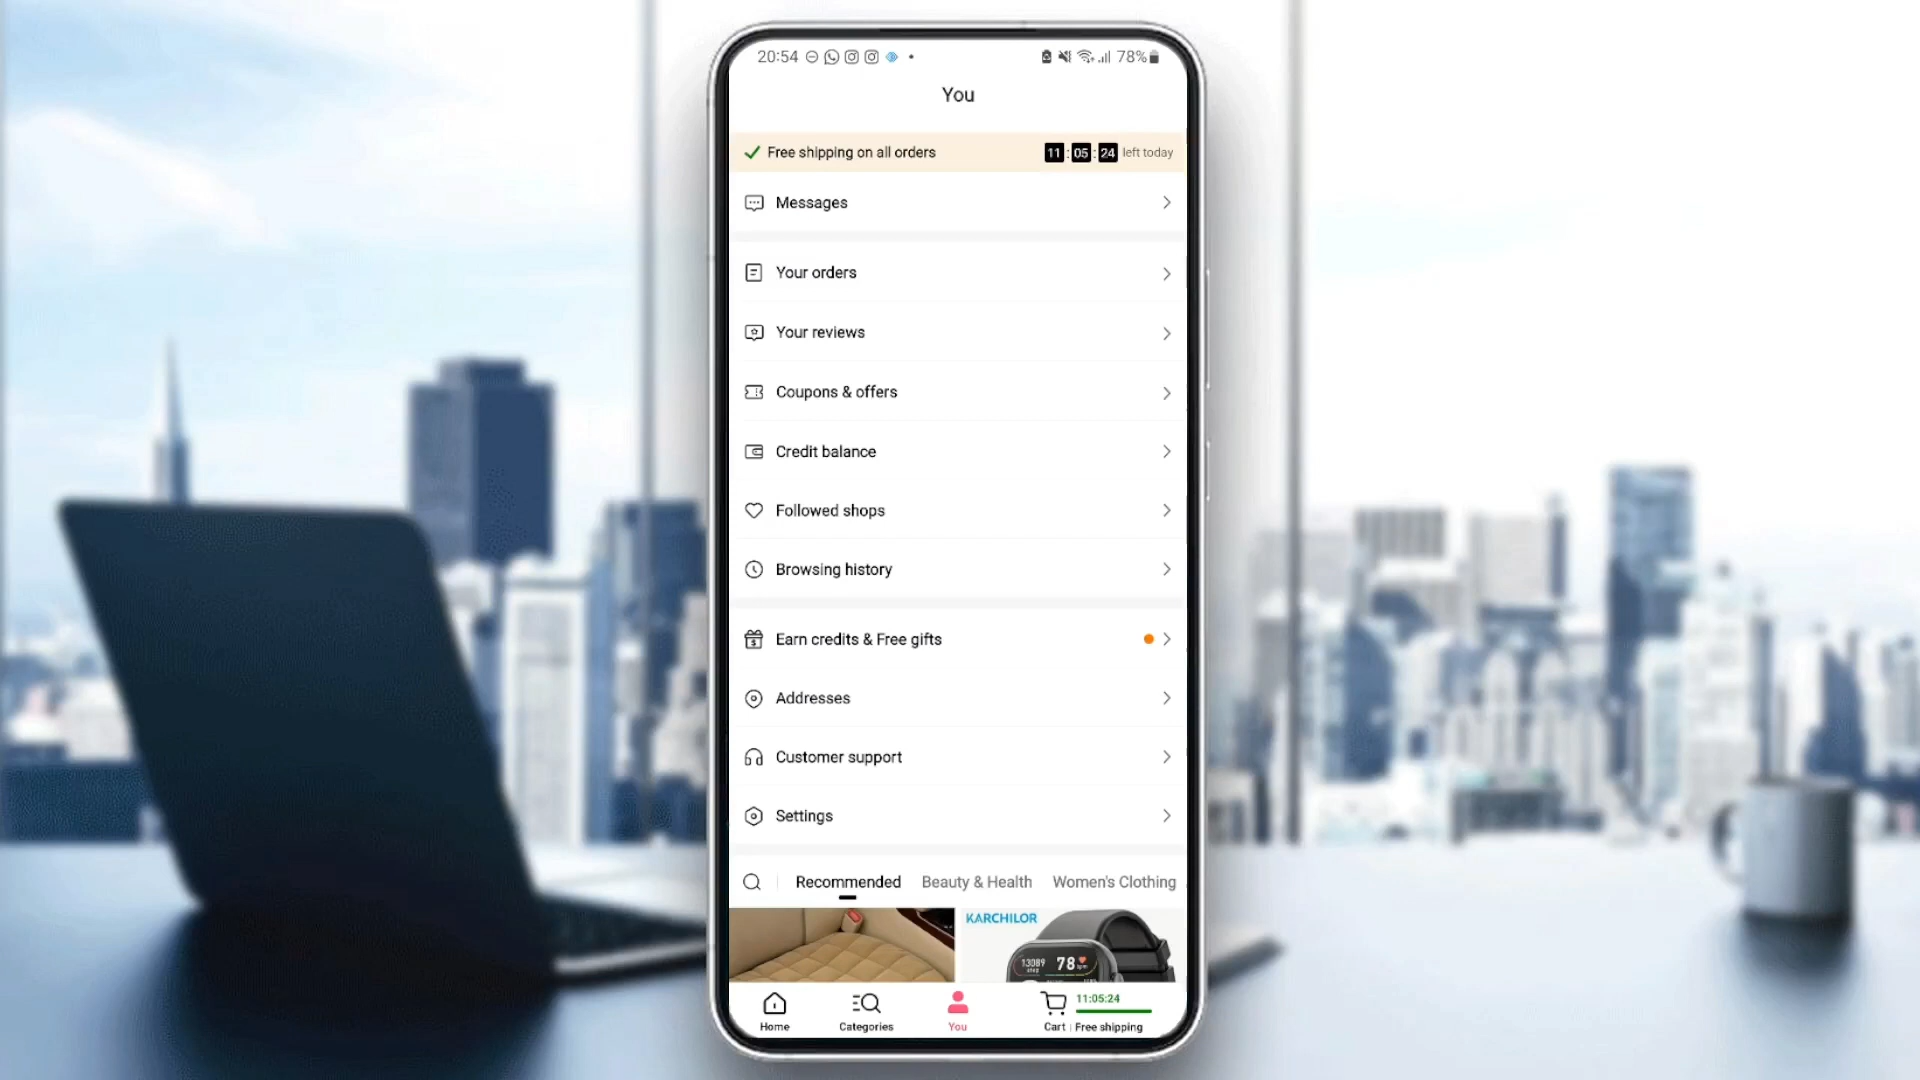 20:54
78%
You
Free shipping on all orders
11:05:24 left today
Messages
Your orders
Your reviews
Coupons & offers
Credit balance
Followed shops
Browsing history
Earn credits & Free gifts
Addresses
Customer support
Settings
Recommended Beauty & Health Women's Clothing
KARCHILOR
13089 78
11:05:24
Home Categories You Cart Free shipping